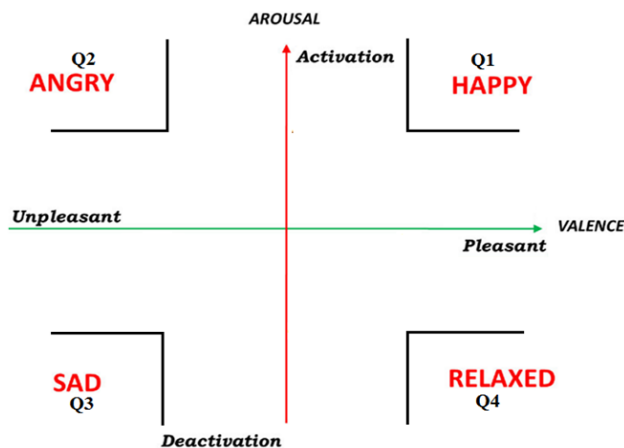 AROUSAL
Q2
ANGRY
Activation
Q1
HAPPY
Unpleasant
VALENCE
Pleasant
SAD
Q3
RELAXED
Q4
Deactivation